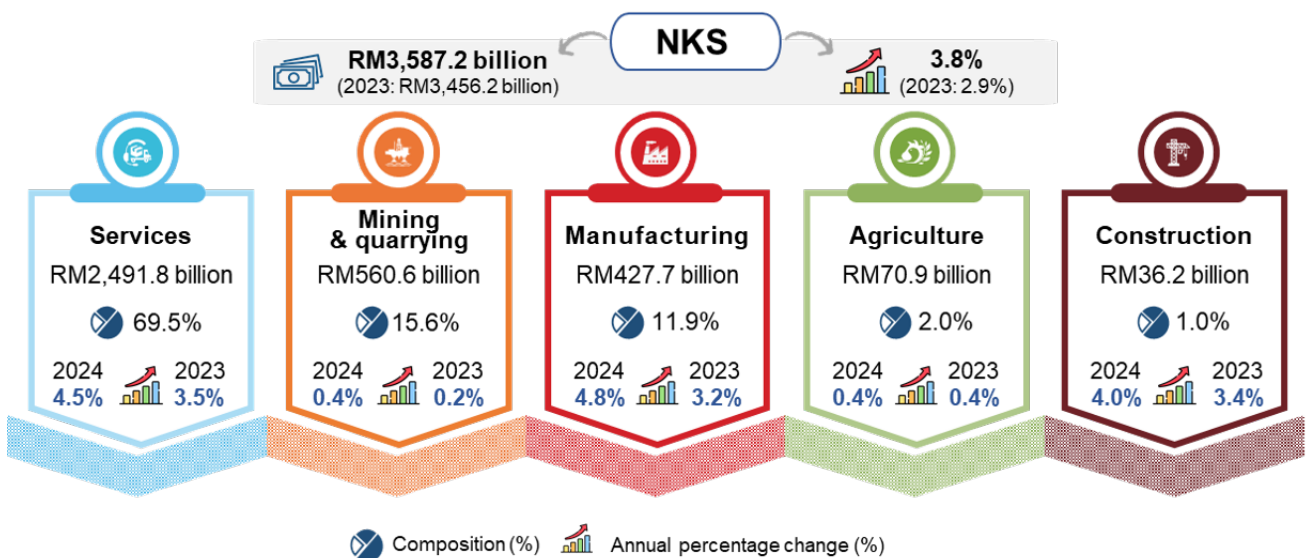 NKS
RM3,587.2 billion
(2023: RM3,456.2 billion)
3.8%
(2023: 2.9%)
Services
RM2,491.8 billion
69.5%
2024 2023
4.5% 3.5%
Mining
& quarrying
RM560.6 billion
15.6%
2024 2023
0.4% 0.2%
Manufacturing
RM427.7 billion
11.9%
2024 2023
4.8% 3.2%
Agriculture
RM70.9 billion
2.0%
2024 2023
0.4% 0.4%
Construction
RM36.2 billion
1.0%
2024 2023
4.0% 3.4%
Composition (%) Annual percentage change (%)